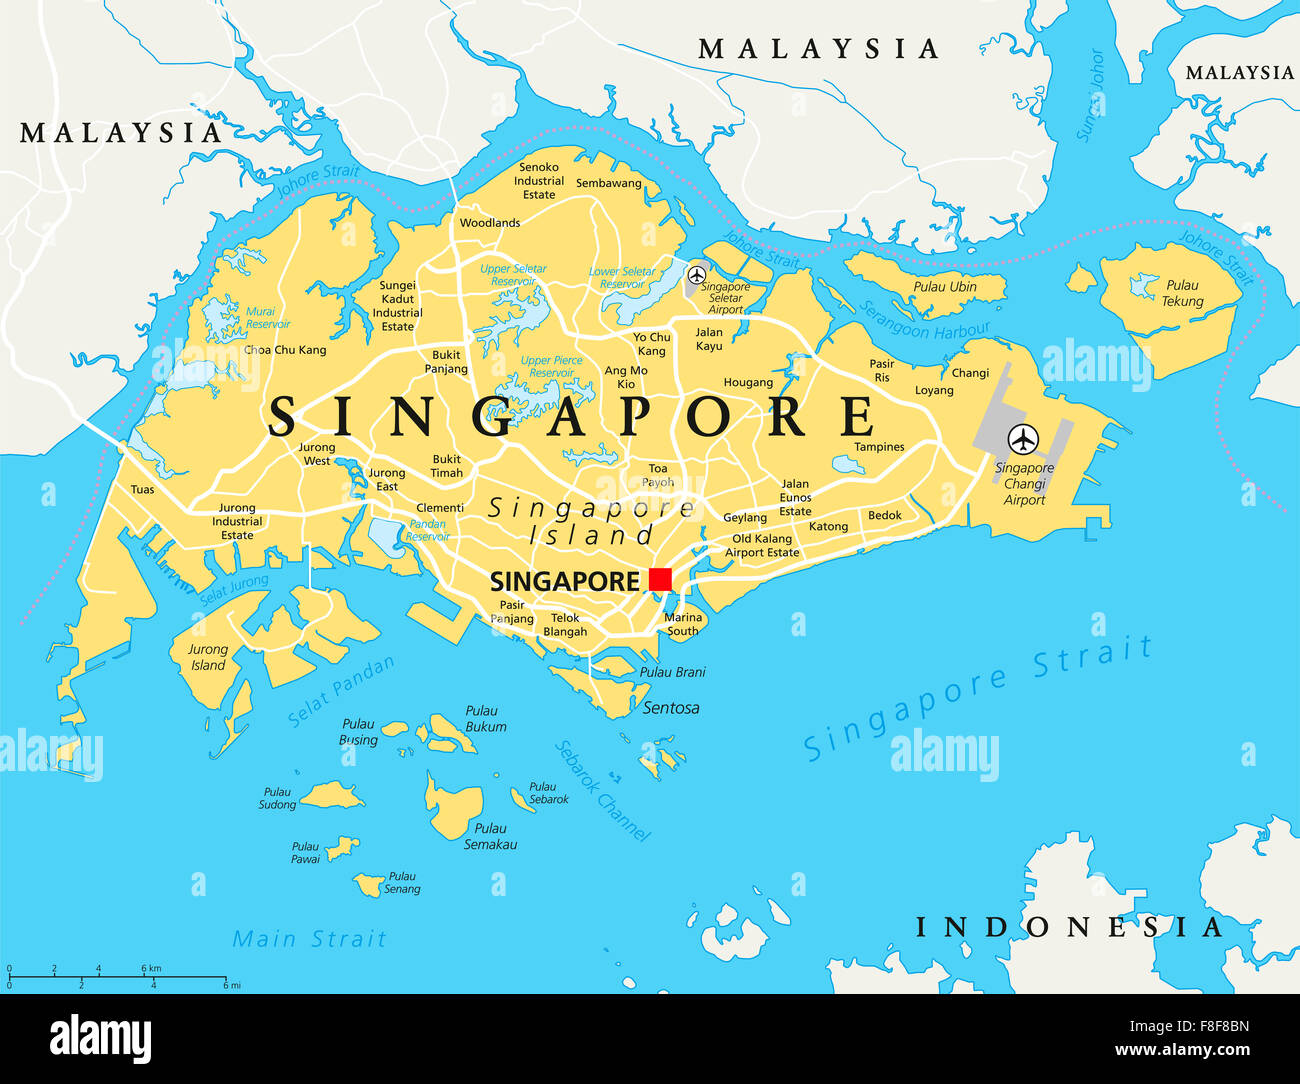 MALAYSIA
MALAYSIA
MALAYSIA
Sungai Johor
Johore Strait
Senoko
Industrial
Estate
Sembawang
Woodlands
Johore Strait
Johore Strait
Upper Seletar
Reservoir
Lower Seletar
Reservoir
Singapore
Seletar
Airport
Pulau Ubin
Pulau
Tekung
Sungei
Kadut
Industrial
Estate
Murai
Reservoir
Serangoon Harbour
Choa Chu Kang
Bukit
Panjang
Upper Pierce
Reservoir
Yo Chu
Kang
Jalan
Kayu
Ang Mo
Kio
Hougang
Pasir
Ris
Loyang
Changi
SINGAPORE
Jurong
West
Jurong
East
Bukit
Timah
Toa
Payoh
Tampines
Singapore
Changi
Airport
Tuas
Jurong
Industrial
Estate
Clementi
Pandan
Reservoir
Singapore
Island
Jalan
Eunos
Estate
Geylang
Katong
Bedok
Old Kalang
Airport Estate
SINGAPORE
Selat Jurong
Pasir
Panjang
Telok
Blangah
Marina
South
Jurong
Island
Selat Pandan
Pulau Brani
Sentosa
Singapore Strait
Pulau
Busing
Pulau
Bukum
Sebarok Channel
Pulau
Sudong
Pulau
Sebarok
Pulau
Semakau
Pulau
Pawai
Pulau
Senang
Main Strait
INDONESIA
0 2 4 6 km
0 2 4 6 mi
alamy
alamy
alamy
a
a
a
a
a
a
a
a
alamy
Image ID: F8F8BN
www.alamy.com